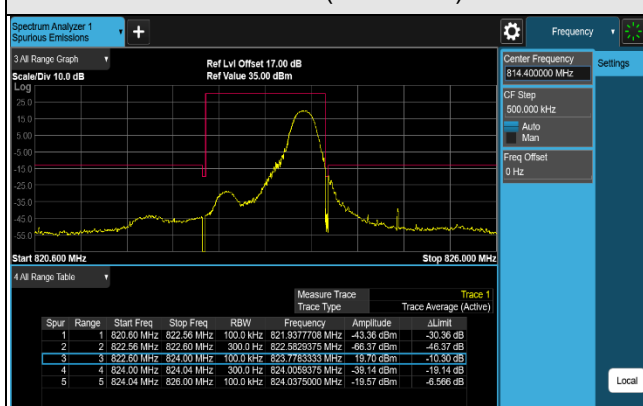 Spectrum Analyzer 1
Spurious Emissions
+
Frequency
3 All Range Graph
Ref Lvl Offset 17.00 dB
Scale/Div 10.0 dB
Ref Value 35.00 dBm
Log
25.0
15.0
5.00
-5.00
-15.0
-25.0
-35.0
-45.0
-55.0
Start 820.600 MHz
Stop 826.000 MHz
Center Frequency
814.400000 MHz
Settings
CF Step
500.000 kHz
Auto
Man
Freq Offset
0 Hz
4 All Range Table
Measure Trace Trace 1
Trace Type Trace Average (Active)
Spur Range Start Freq Stop Freq RBW Frequency Amplitude ΔLimit
1 1 820.60 MHz 822.56 MHz 100.0 kHz 821.9377708 MHz -43.36 dBm -30.36 dB
2 2 822.56 MHz 822.60 MHz 300.0 Hz 822.5829375 MHz -66.37 dBm -46.37 dB
3 3 822.60 MHz 824.00 MHz 100.0 kHz 823.7783333 MHz 19.70 dBm -10.30 dB
4 4 824.00 MHz 824.04 MHz 300.0 Hz 824.0059375 MHz -39.14 dBm -19.14 dB
5 5 824.04 MHz 826.00 MHz 100.0 kHz 824.0375000 MHz -19.57 dBm -6.566 dB
Local